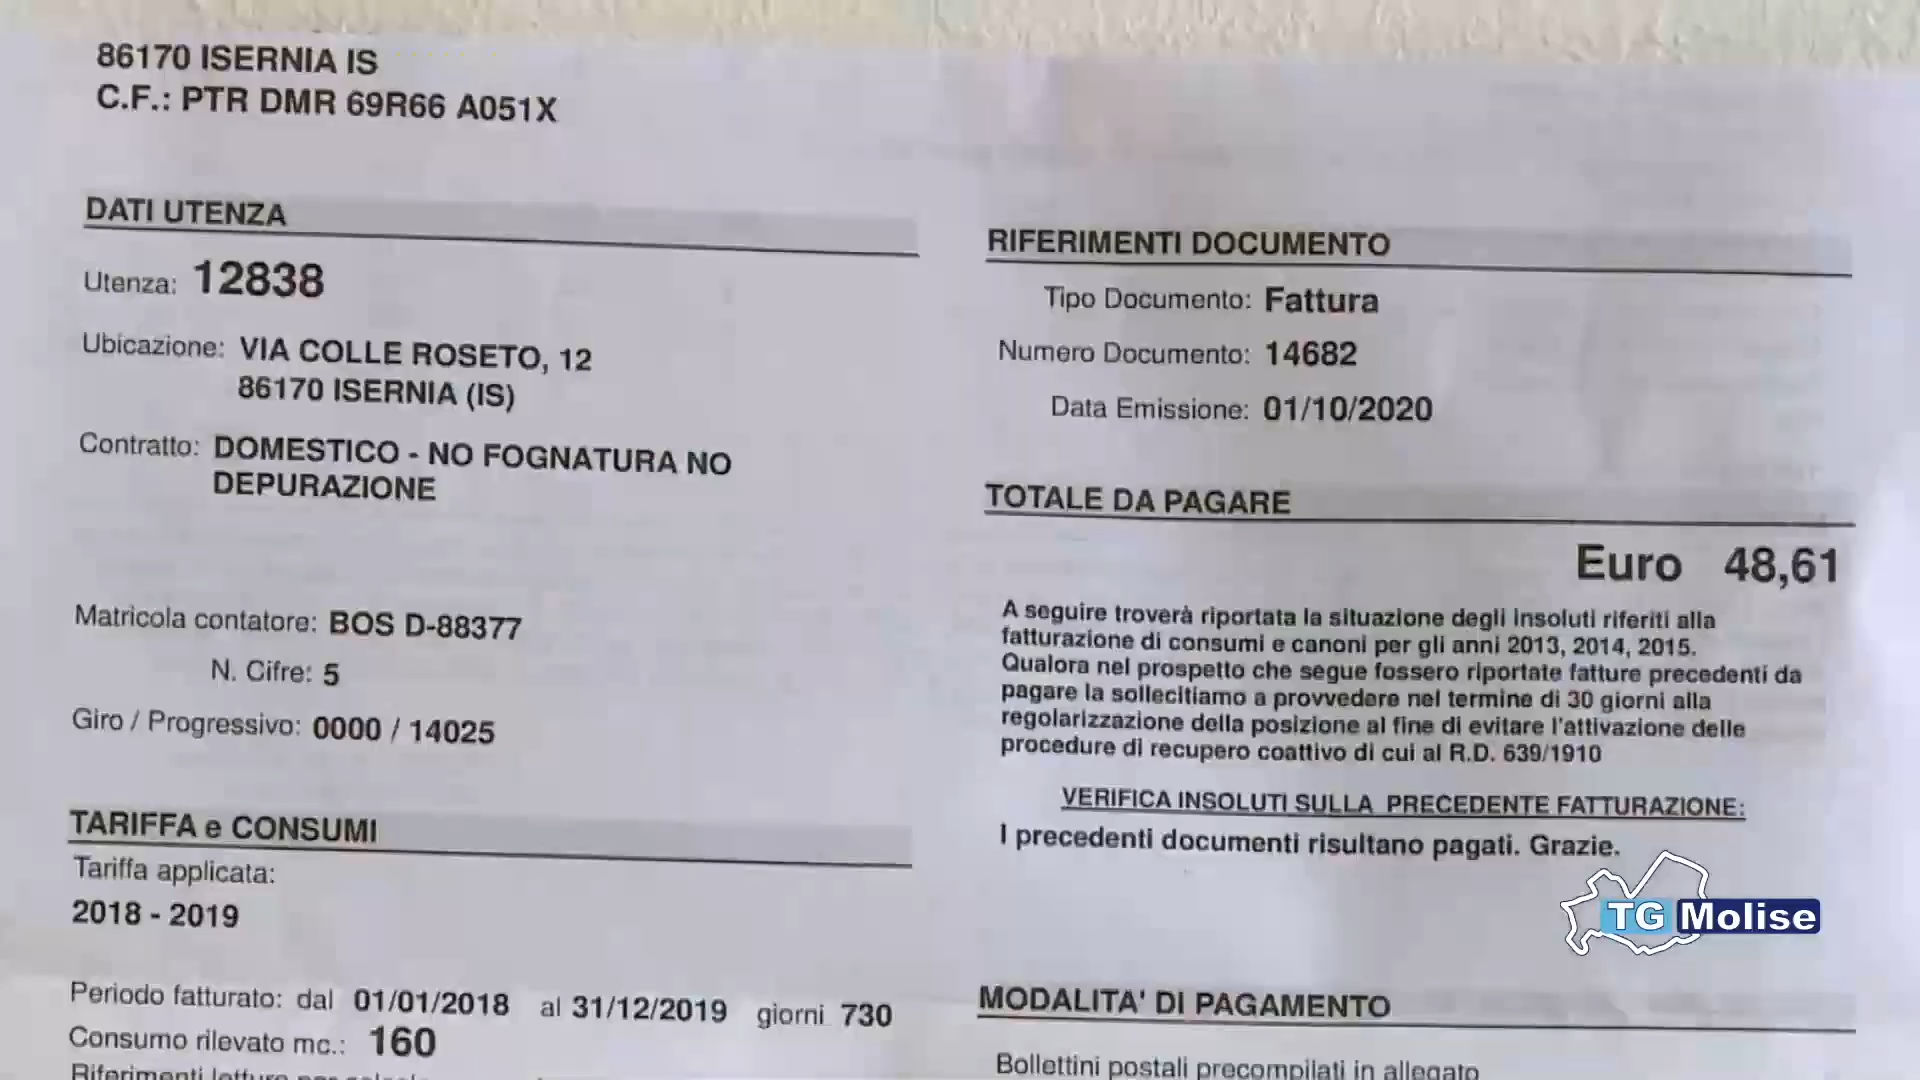 86170 ISERNIA IS
C.F.: PTR DMR 69R66 A051X
DATI UTENZA
Utenza: 12838
Ubicazione: VIA COLLE ROSETO, 12
86170 ISERNIA (IS)
Contratto: DOMESTICO - NO FOGNATURA NO
DEPURAZIONE
Matricola contatore: BOS D-88377
N. Cifre: 5
Giro / Progressivo: 0000 / 14025
TARIFFA e CONSUMI
Tariffa applicata:
2018 - 2019
Periodo fatturato: dal 01/01/2018 al 31/12/2019 giorni 730
Consumo rilevato mc.: 160
Riferimenti
RIFERIMENTI DOCUMENTO
Tipo Documento: Fattura
Numero Documento: 14682
Data Emissione: 01/10/2020
TOTALE DA PAGARE
Euro 48,61
A seguire troverà riportata la situazione degli insoluti riferiti alla
fatturazione di consumi e canoni per gli anni 2013, 2014, 2015.
Qualora nel prospetto che segue fossero riportate fatture precedenti da
pagare la sollecitiamo a provvedere nel termine di 30 giorni alla
regolarizzazione della posizione al fine di evitare l'attivazione delle
procedure di recupero coattivo di cui al R.D. 639/1910
VERIFICA INSOLUTI SULLA PRECEDENTE FATTURAZIONE:
I precedenti documenti risultano pagati. Grazie.
TG Molise
MODALITA' DI PAGAMENTO
Bollettini postali precompilati in allegato